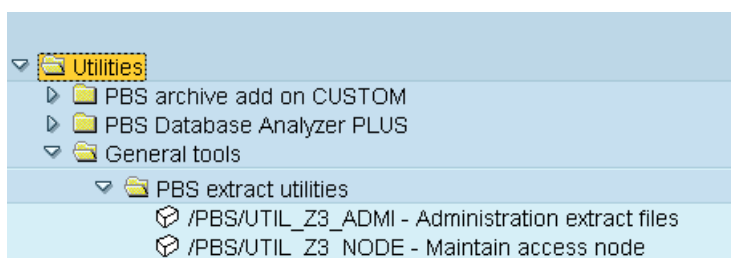 Utilities
PBS archive add on CUSTOM
PBS Database Analyzer PLUS
General tools
PBS extract utilities
/PBS/UTIL_Z3_ADMI - Administration extract files
/PBS/UTIL_Z3_NODE - Maintain access node